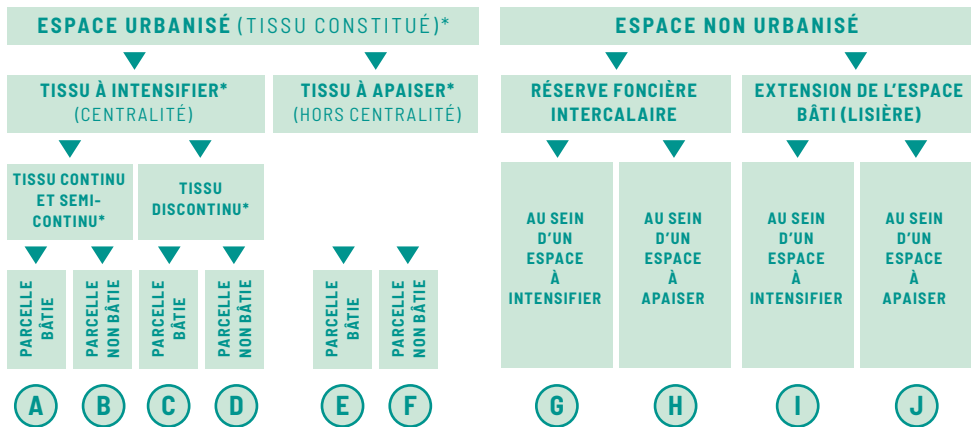 ESPACE URBANISÉ (TISSU CONSTITUÉ)*
ESPACE NON URBANISÉ
TISSU À INTENSIFIER*
(CENTRALITÉ)
TISSU À APAISER*
(HORS CENTRALITÉ)
RÉSERVE FONCIÈRE
INTERCALAIRE
EXTENSION DE L'ESPACE
BÂTI (LISIÈRE)
TISSU CONTINU
ET SEMI-
CONTINU*
TISSU
DISCONTINU*
AU SEIN
D'UN
ESPACE
À
INTENSIFIER
AU SEIN
D'UN
ESPACE
À
APAISER
AU SEIN
D'UN
ESPACE
À
INTENSIFIER
AU SEIN
D'UN
ESPACE
À
APAISER
PARCELLE
BÂTIE
PARCELLE
NON BÂTIE
PARCELLE
BÂTIE
PARCELLE
NON BÂTIE
PARCELLE
BÂTIE
PARCELLE
NON BÂTIE
A
B
C
D
E
F
G
H
I
J